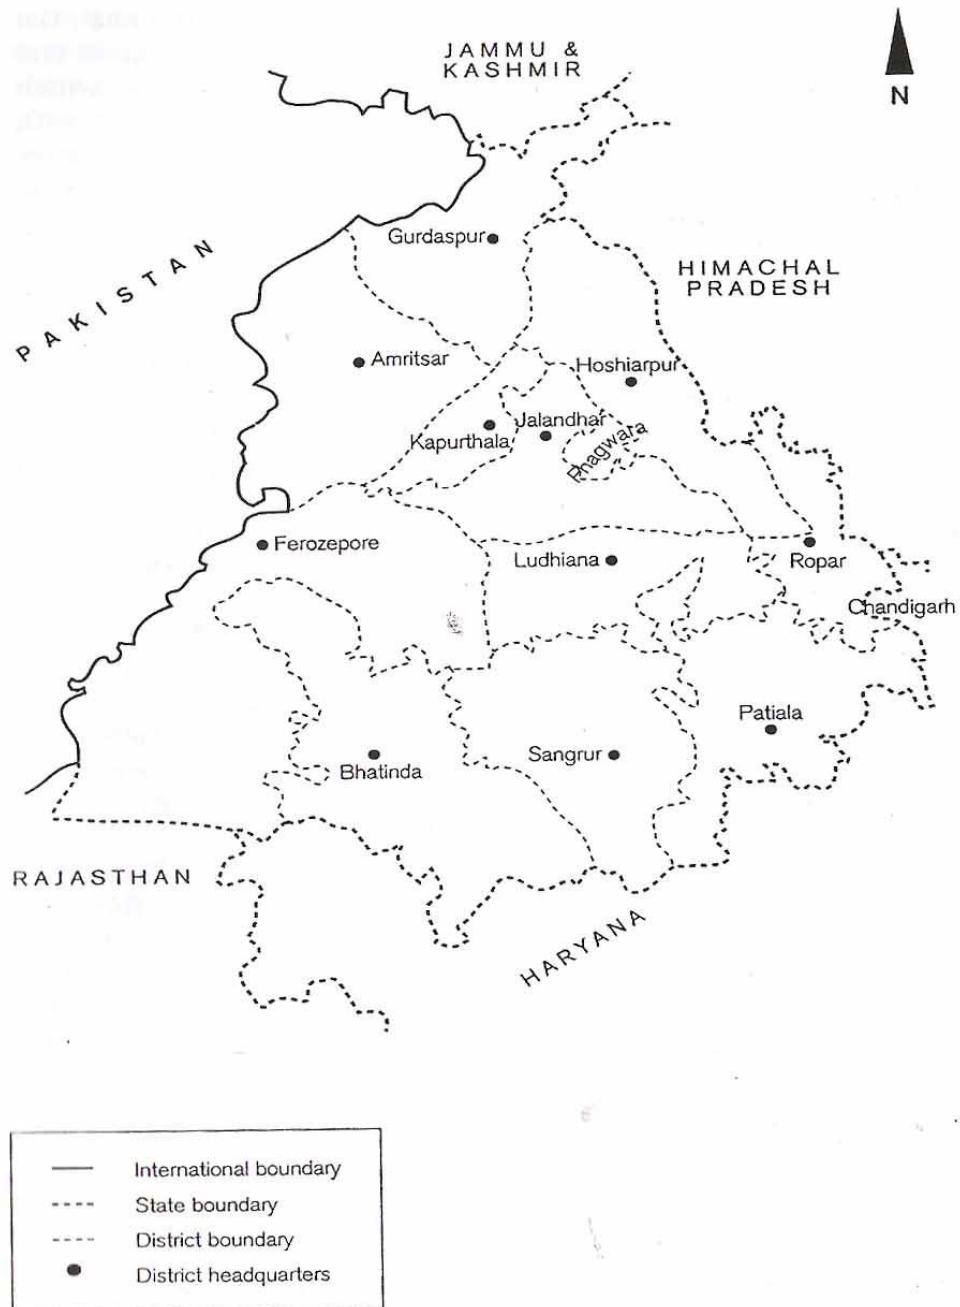 JAMMU &
KASHMIR
N
Gurdaspur
PAKISTAN
HIMACHAL
PRADESH
Amritsar
Hoshiarpur
Kapurthala
Jalandhar
Phagwara
Ferozepore
Ludhiana
Ropar
Chandigarh
Patiala
Bhatinda
Sangrur
RAJASTHAN
HARYANA
International boundary
State boundary
District boundary
District headquarters